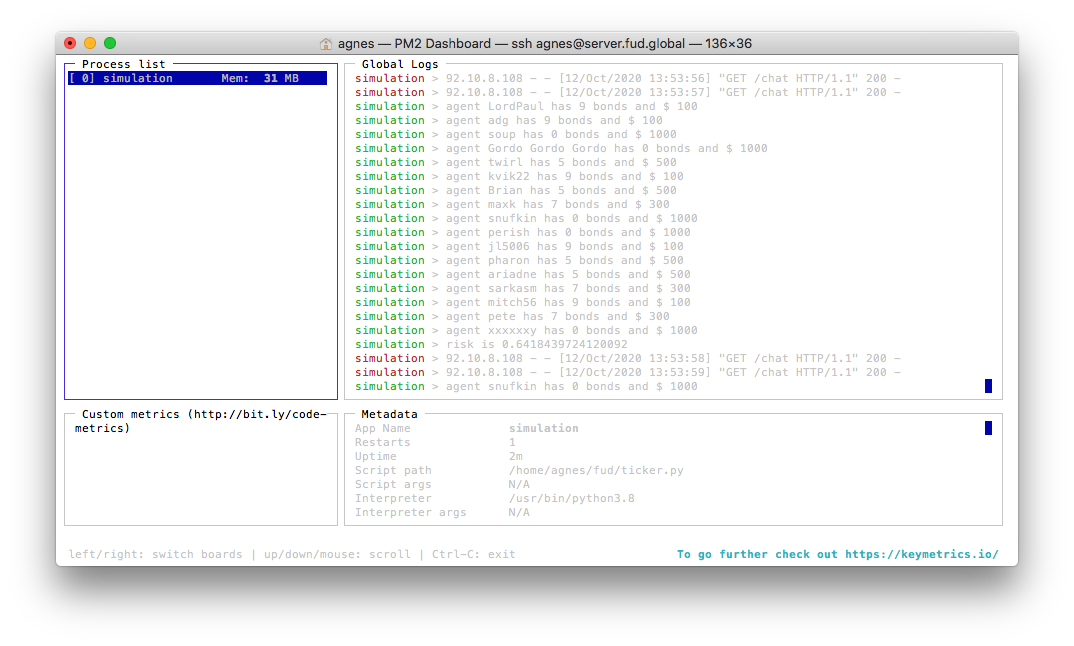 agnes — PM2 Dashboard — ssh agnes@server.fud.global — 136×36
Process list
[ 0] simulation Mem: 31 MB
Global Logs
simulation > 92.10.8.108 - - [12/Oct/2020 13:53:56] "GET /chat HTTP/1.1" 200 -
simulation > 92.10.8.108 - - [12/Oct/2020 13:53:57] "GET /chat HTTP/1.1" 200 -
simulation > agent LordPaul has 9 bonds and $ 100
simulation > agent adg has 9 bonds and $ 100
simulation > agent soup has 0 bonds and $ 1000
simulation > agent Gordo Gordo Gordo has 0 bonds and $ 1000
simulation > agent twirl has 5 bonds and $ 500
simulation > agent kvik22 has 9 bonds and $ 100
simulation > agent Brian has 5 bonds and $ 500
simulation > agent maxk has 7 bonds and $ 300
simulation > agent snufkin has 0 bonds and $ 1000
simulation > agent perish has 0 bonds and $ 1000
simulation > agent jl5006 has 9 bonds and $ 100
simulation > agent pharon has 5 bonds and $ 500
simulation > agent ariadne has 5 bonds and $ 500
simulation > agent sarkasm has 7 bonds and $ 300
simulation > agent mitch56 has 9 bonds and $ 100
simulation > agent pete has 7 bonds and $ 300
simulation > agent xxxxxxy has 0 bonds and $ 1000
simulation > risk is 0.6418439724120092
simulation > 92.10.8.108 - - [12/Oct/2020 13:53:58] "GET /chat HTTP/1.1" 200 -
simulation > 92.10.8.108 - - [12/Oct/2020 13:53:59] "GET /chat HTTP/1.1" 200 -
simulation > agent snufkin has 0 bonds and $ 1000
Custom metrics (http://bit.ly/code-
metrics)
Metadata
App Name simulation
Restarts 1
Uptime 2m
Script path /home/agnes/fud/ticker.py
Script args N/A
Interpreter /usr/bin/python3.8
Interpreter args N/A
left/right: switch boards | up/down/mouse: scroll | Ctrl-C: exit
To go further check out https://keymetrics.io/